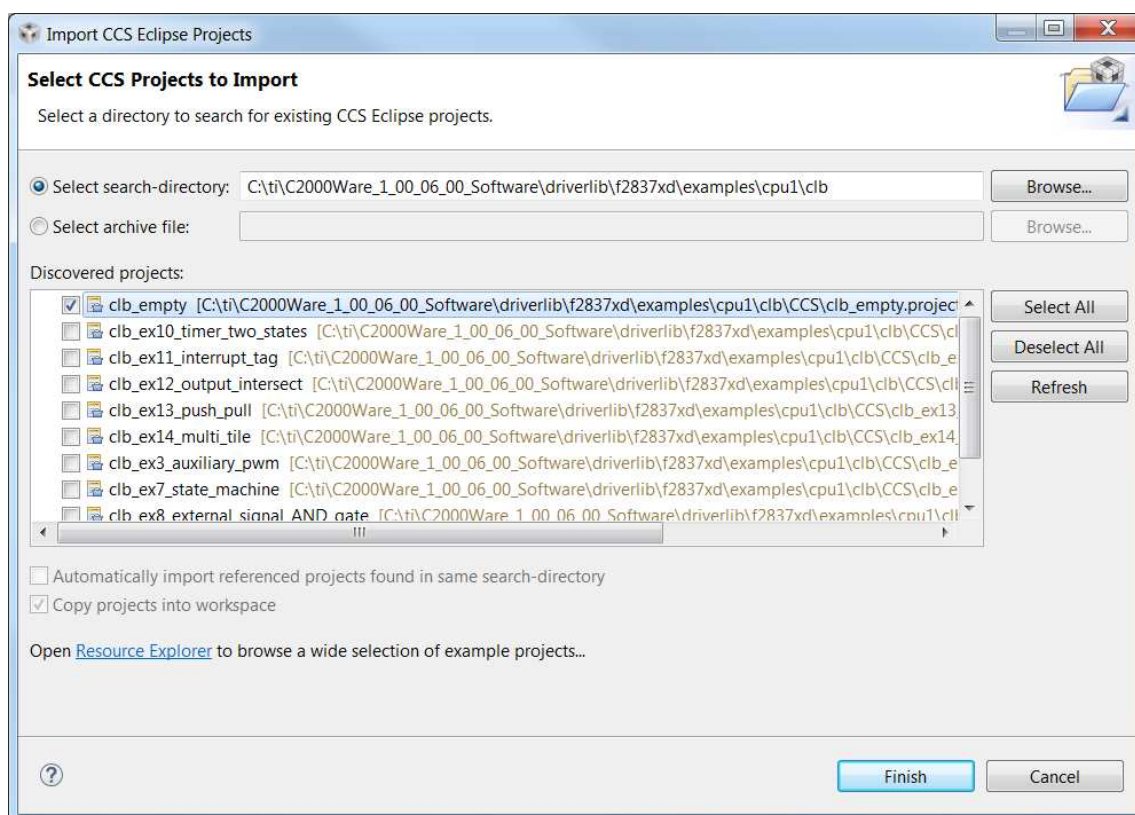 Import CCS Eclipse Projects
Select CCS Projects to Import
Select a directory to search for existing CCS Eclipse projects.
Select search-directory: C:\ti\C2000Ware_1_00_06_00_Software\driverlib\f2837xd\examples\cpu1\clb Browse...
Select archive file: Browse...
Discovered projects:
clb_empty [C:\ti\C2000Ware_1_00_06_00_Software\driverlib\f2837xd\examples\cpu1\clb\CCS\clb_empty.project
Select All
clb_ex10_timer_two_states [C:\ti\C2000Ware_1_00_06_00_Software\driverlib\f2837xd\examples\cpu1\clb\CCS\cl
clb_ex11_interrupt_tag [C:\ti\C2000Ware_1_00_06_00_Software\driverlib\f2837xd\examples\cpu1\clb\CCS\clb_e
Deselect All
clb_ex12_output_intersect [C:\ti\C2000Ware_1_00_06_00_Software\driverlib\f2837xd\examples\cpu1\clb\CCS\clb
Refresh
clb_ex13_push_pull [C:\ti\C2000Ware_1_00_06_00_Software\driverlib\f2837xd\examples\cpu1\clb\CCS\clb_ex13_
clb_ex14_multi_tile [C:\ti\C2000Ware_1_00_06_00_Software\driverlib\f2837xd\examples\cpu1\clb\CCS\clb_ex14_
clb_ex3_auxiliary_pwm [C:\ti\C2000Ware_1_00_06_00_Software\driverlib\f2837xd\examples\cpu1\clb\CCS\clb_e
clb_ex7_state_machine [C:\ti\C2000Ware_1_00_06_00_Software\driverlib\f2837xd\examples\cpu1\clb\CCS\clb_e
clb_ex8_external_signal_AND_gate [C:\ti\C2000Ware_1_00_06_00_Software\driverlib\f2837xd\examples\cpu1\clb
Automatically import referenced projects found in same search-directory
Copy projects into workspace
Open Resource Explorer to browse a wide selection of example projects...
Finish Cancel